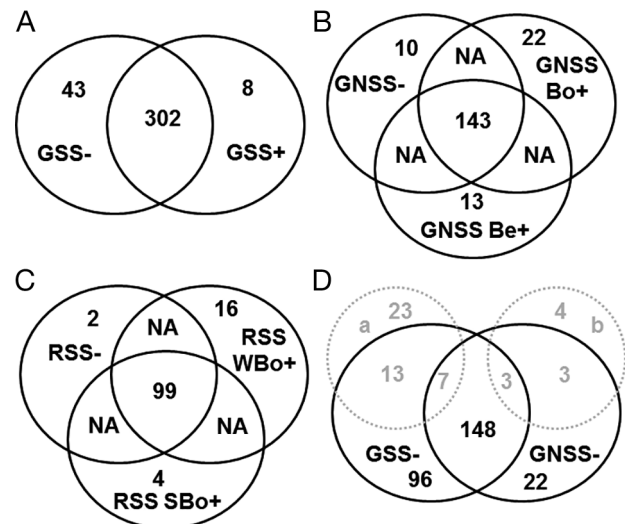 A
43
302
8
GSS-
GSS+
B
10
NA
22
GNSS-
GNSS
Bo+
143
NA
NA
13
GNSS Be+
C
2
NA
16
RSS-
RSS
WBo+
99
NA
NA
4
RSS SBo+
D
23
4
a
b
13
7
3
3
148
GSS-
GNSS-
96
22